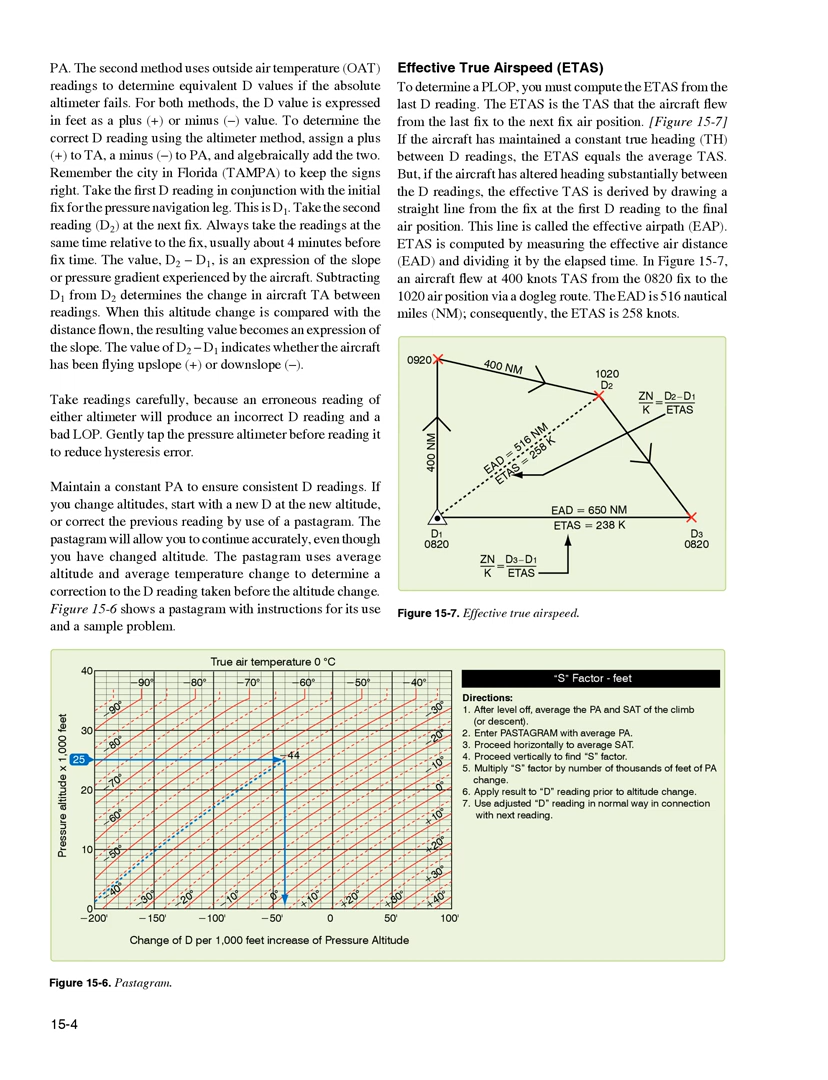 PA. The second method uses outside air temperature (OAT)
readings to determine equivalent D values if the absolute
altimeter fails. For both methods, the D value is expressed
in feet as a plus (+) or minus (–) value. To determine the
correct D reading using the altimeter method, assign a plus
(+) to TA, a minus (–) to PA, and algebraically add the two.
Remember the city in Florida (TAMPA) to keep the signs
right. Take the first D reading in conjunction with the initial
fix for the pressure navigation leg. This is D₁. Take the second
reading (D₂) at the next fix. Always take the readings at the
same time relative to the fix, usually about 4 minutes before
fix time. The value, D₂ – D₁, is an expression of the slope
or pressure gradient experienced by the aircraft. Subtracting
D₁ from D₂ determines the change in aircraft TA between
readings. When this altitude change is compared with the
distance flown, the resulting value becomes an expression of
the slope. The value of D₂ – D₁ indicates whether the aircraft
has been flying upslope (+) or downslope (–).
Take readings carefully, because an erroneous reading of
either altimeter will produce an incorrect D reading and a
bad LOP. Gently tap the pressure altimeter before reading it
to reduce hysteresis error.
Maintain a constant PA to ensure consistent D readings. If
you change altitudes, start with a new D at the new altitude,
or correct the previous reading by use of a pastagram. The
pastagram will allow you to continue accurately, even though
you have changed altitude. The pastagram uses average
altitude and average temperature change to determine a
correction to the D reading taken before the altitude change.
Figure 15-6 shows a pastagram with instructions for its use
and a sample problem.
Effective True Airspeed (ETAS)
To determine a PLOP, you must compute the ETAS from the
last D reading. The ETAS is the TAS that the aircraft flew
from the last fix to the next fix air position. [Figure 15-7]
If the aircraft has maintained a constant true heading (TH)
between D readings, the ETAS equals the average TAS.
But, if the aircraft has altered heading substantially between
the D readings, the effective TAS is derived by drawing a
straight line from the fix at the first D reading to the final
air position. This line is called the effective airpath (EAP).
ETAS is computed by measuring the effective air distance
(EAD) and dividing it by the elapsed time. In Figure 15-7,
an aircraft flew at 400 knots TAS from the 0820 fix to the
1020 air position via a dogleg route. The EAD is 516 nautical
miles (NM); consequently, the ETAS is 258 knots.
0920
400 NM
1020
D₂
ZN = D₂–D₁
K ETAS
400 NM
EAD = 516 NM
ETAS = 258 K
EAD = 650 NM
ETAS = 238 K
D₁
0820
D₃
0820
ZN = D₃–D₁
K ETAS
Figure 15-7. Effective true airspeed.
True air temperature 0 °C
40
30
25
20
10
0
Pressure altitude x 1,000 feet
–90° –80° –70° –60° –50° –40°
–90°
–80°
–70°
–60°
–50°
–40°
–30° –20° –10° 0° +10° +20° +30° +40°
–30°
–20°
–10°
0°
+10°
+20°
+30°
–44
–200' –150' –100' –50' 0 50' 100'
Change of D per 1,000 feet increase of Pressure Altitude
“S” Factor - feet
Directions:
1. After level off, average the PA and SAT of the climb
(or descent).
2. Enter PASTAGRAM with average PA.
3. Proceed horizontally to average SAT.
4. Proceed vertically to find “S” factor.
5. Multiply “S” factor by number of thousands of feet of PA
change.
6. Apply result to “D” reading prior to altitude change.
7. Use adjusted “D” reading in normal way in connection
with next reading.
Figure 15-6. Pastagram.
15-4